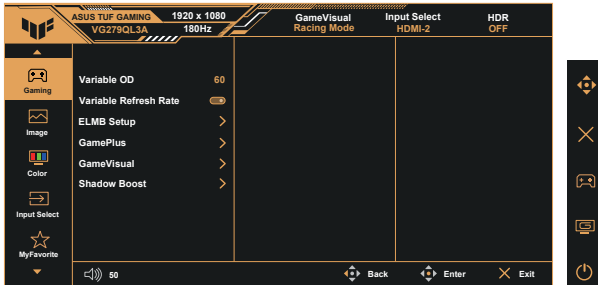 ASUS TUF GAMING 1920 x 1080 GameVisual Input Select HDR
VG279QL3A 180Hz Racing Mode HDMI-2 OFF
Gaming
Image
Color
Input Select
MyFavorite
Variable OD 60
Variable Refresh Rate
ELMB Setup
GamePlus
GameVisual
Shadow Boost
50 Back Enter Exit